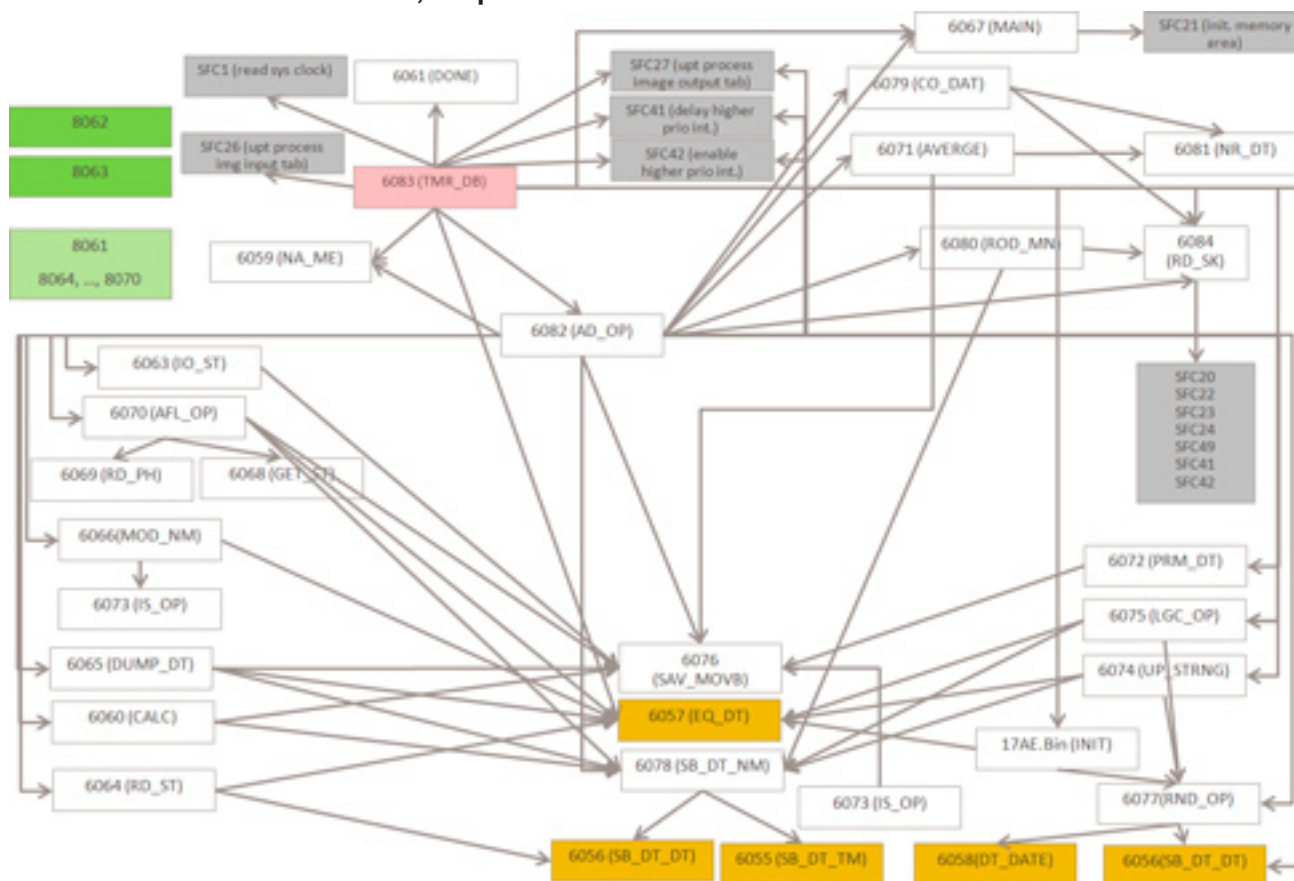 6067 (MAIN)
SFC21 (init. memory
area)
SFC1 (read sys clock)
6061 (DONE)
SFC27 (upt process
image output tab)
6079 (CO_DAT)
8062
SFC41 (delay higher
prio int.)
SFC26 (upt process
img input tab)
SFC42 (enable
higher prio int.)
6071 (AVERGE)
6081 (NR_DT)
8063
6083 (TMR_DB)
8061
8064, ..., 8070
6059 (NA_ME)
6080 (ROD_MN)
6084
(RD_SK)
6082 (AD_OP)
6063 (IO_ST)
SFC20
SFC22
SFC23
SFC24
SFC49
SFC41
SFC42
6070 (AFL_OP)
6069 (RD_PH)
6068 (GET_ST)
6066(MOD_NM)
6072 (PRM_DT)
6073 (IS_OP)
6075 (LGC_OP)
6065 (DUMP_DT)
6076
(SAV_MOVB)
6074 (UP_STRNG)
6060 (CALC)
6057 (EQ_DT)
17AE.Bin (INIT)
6078 (SB_DT_NM)
6064 (RD_ST)
6073 (IS_OP)
6077(RND_OP)
6056 (SB_DT_DT)
6055 (SB_DT_TM)
6058(DT_DATE)
6056(SB_DT_DT)